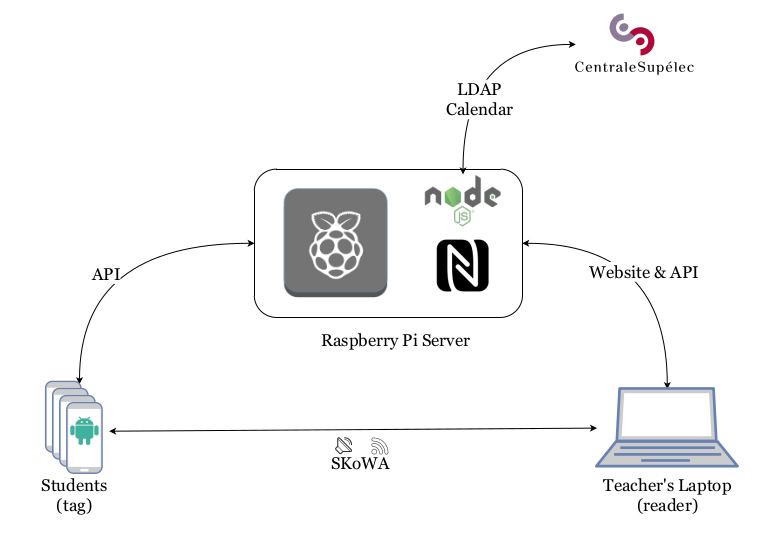 CentraleSupélec
LDAP
Calendar
node
JS
API
Website & API
Raspberry Pi Server
SKoWA
Students
(tag)
Teacher's Laptop
(reader)